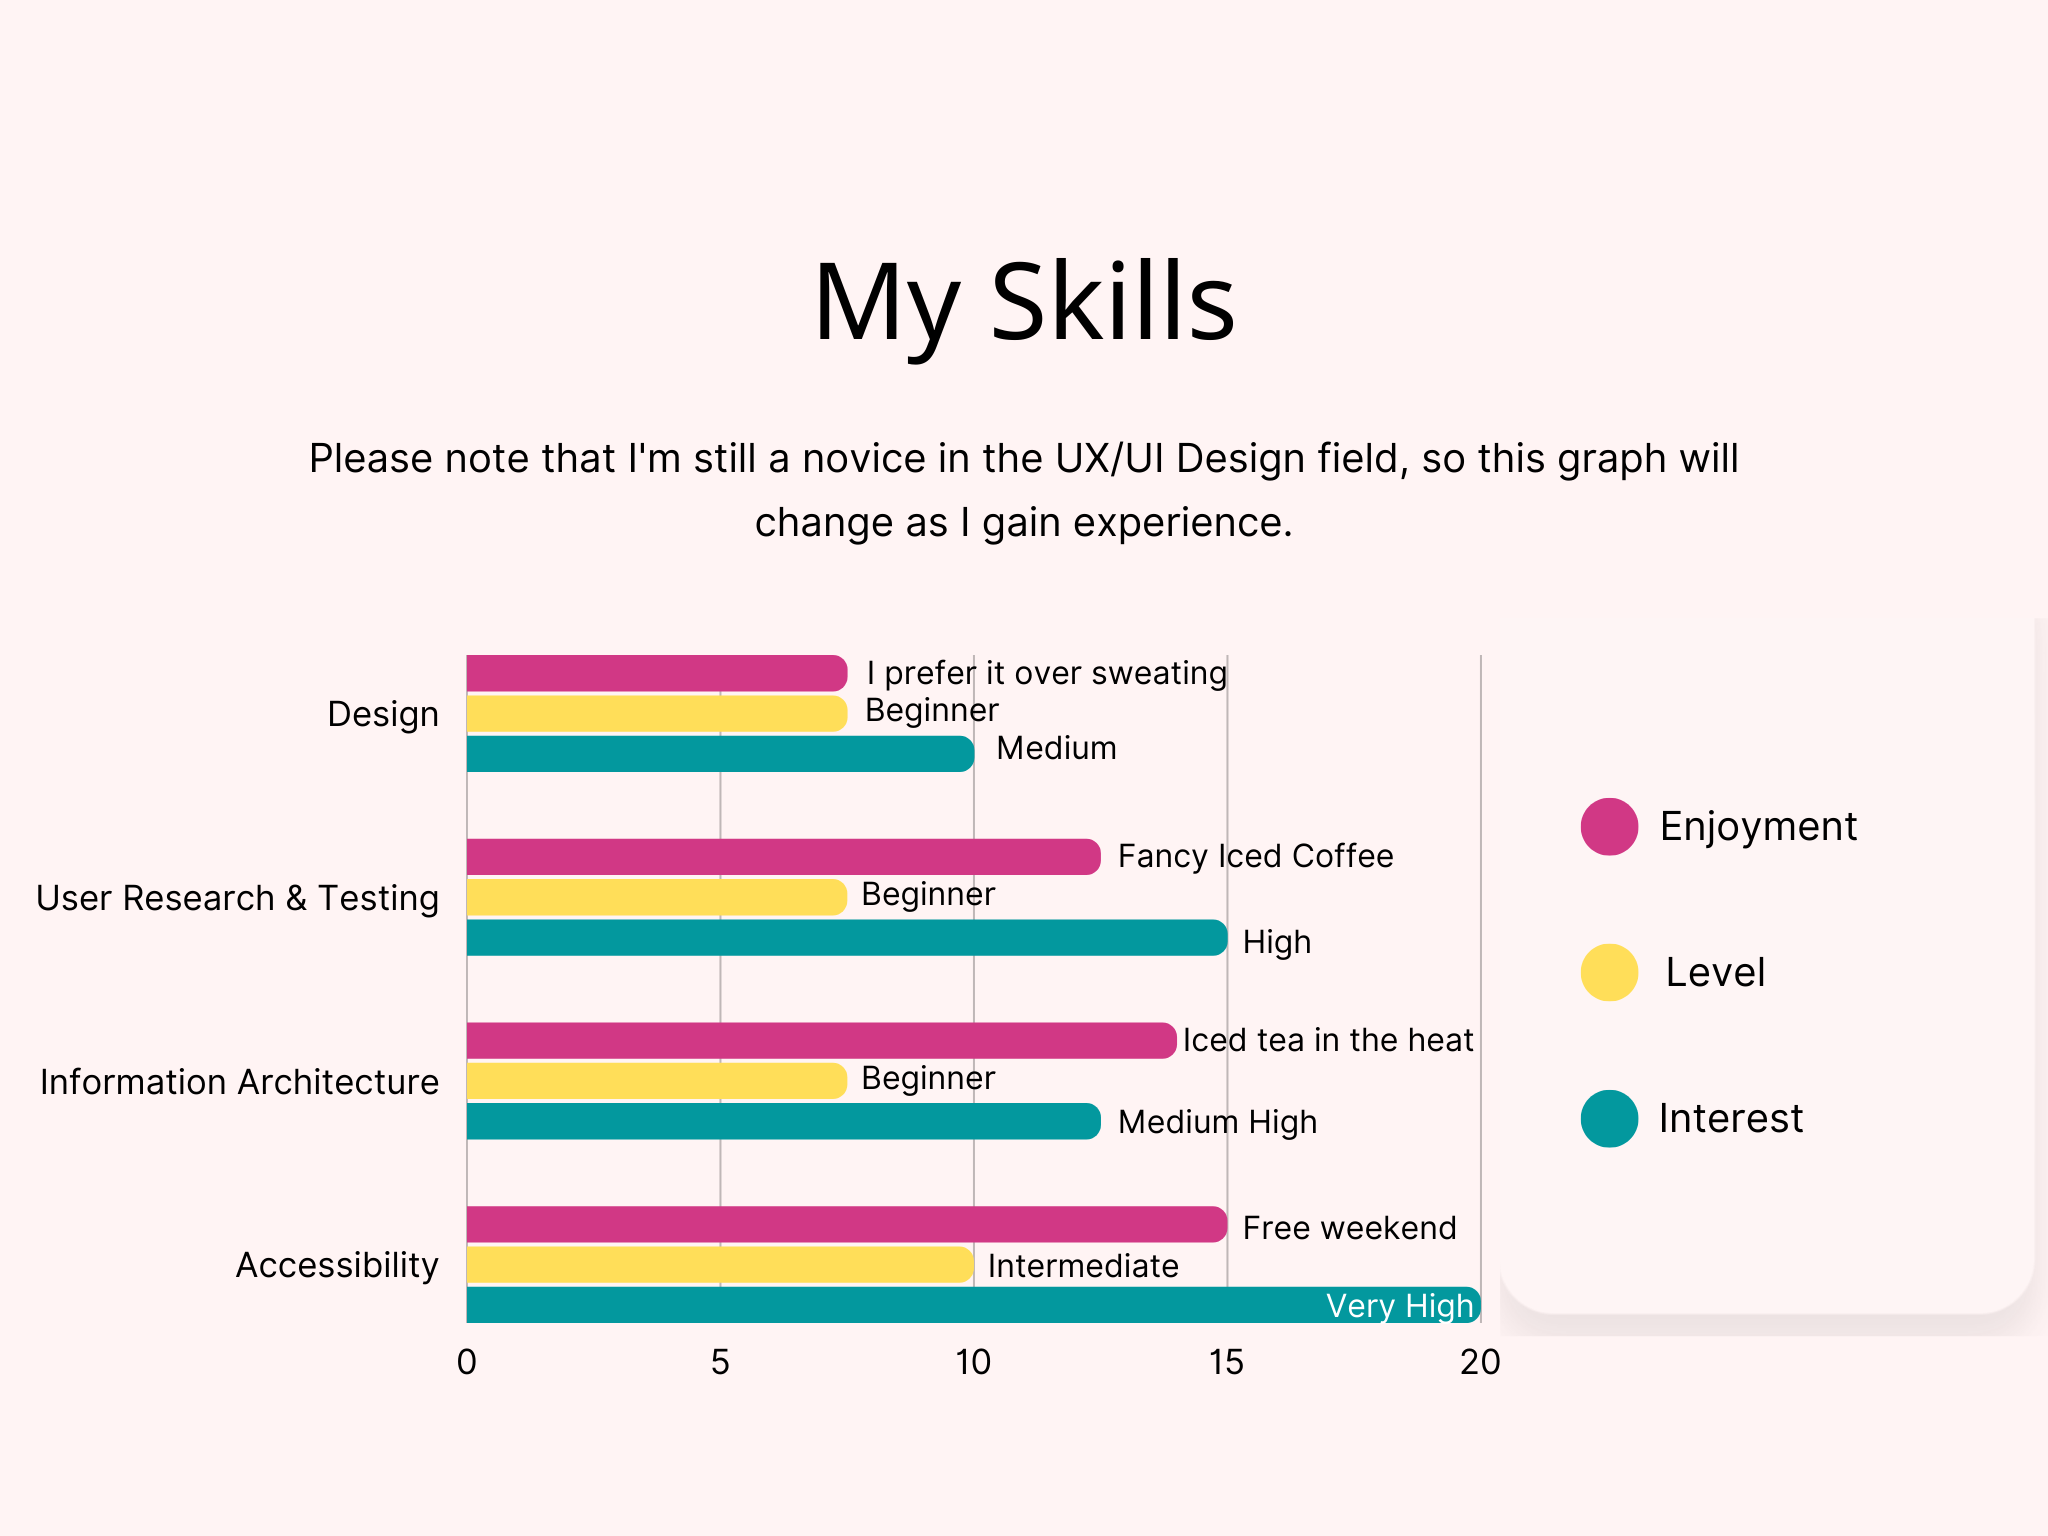 My Skills
Please note that I'm still a novice in the UX/UI Design field, so this graph will
change as I gain experience.
Design
I prefer it over sweating
Beginner
Medium
User Research & Testing
Fancy Iced Coffee
Beginner
High
Information Architecture
Iced tea in the heat
Beginner
Medium High
Accessibility
Free weekend
Intermediate
Very High
0 5 10 15 20
Enjoyment
Level
Interest